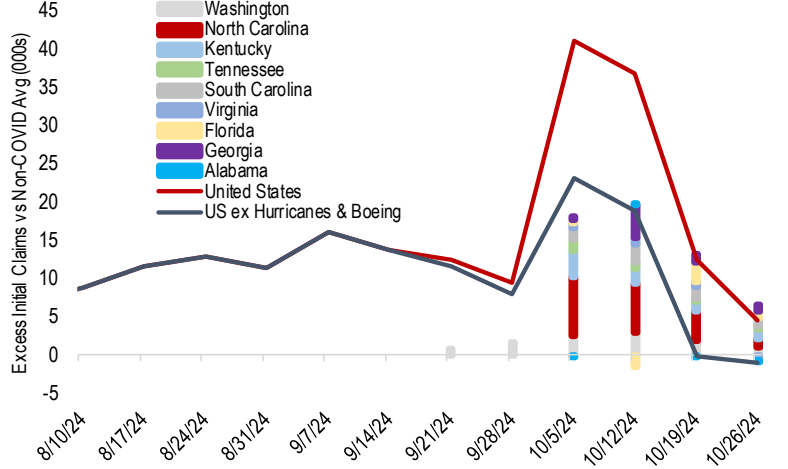 Excess Initial Claims vs Non-COVID Avg (000s)
45
40
35
30
25
20
15
10
5
0
-5
Washington
North Carolina
Kentucky
Tennessee
South Carolina
Virginia
Florida
Georgia
Alabama
United States
US ex Hurricanes & Boeing
8/10/24
8/17/24
8/24/24
8/31/24
9/7/24
9/14/24
9/21/24
9/28/24
10/5/24
10/12/24
10/19/24
10/26/24